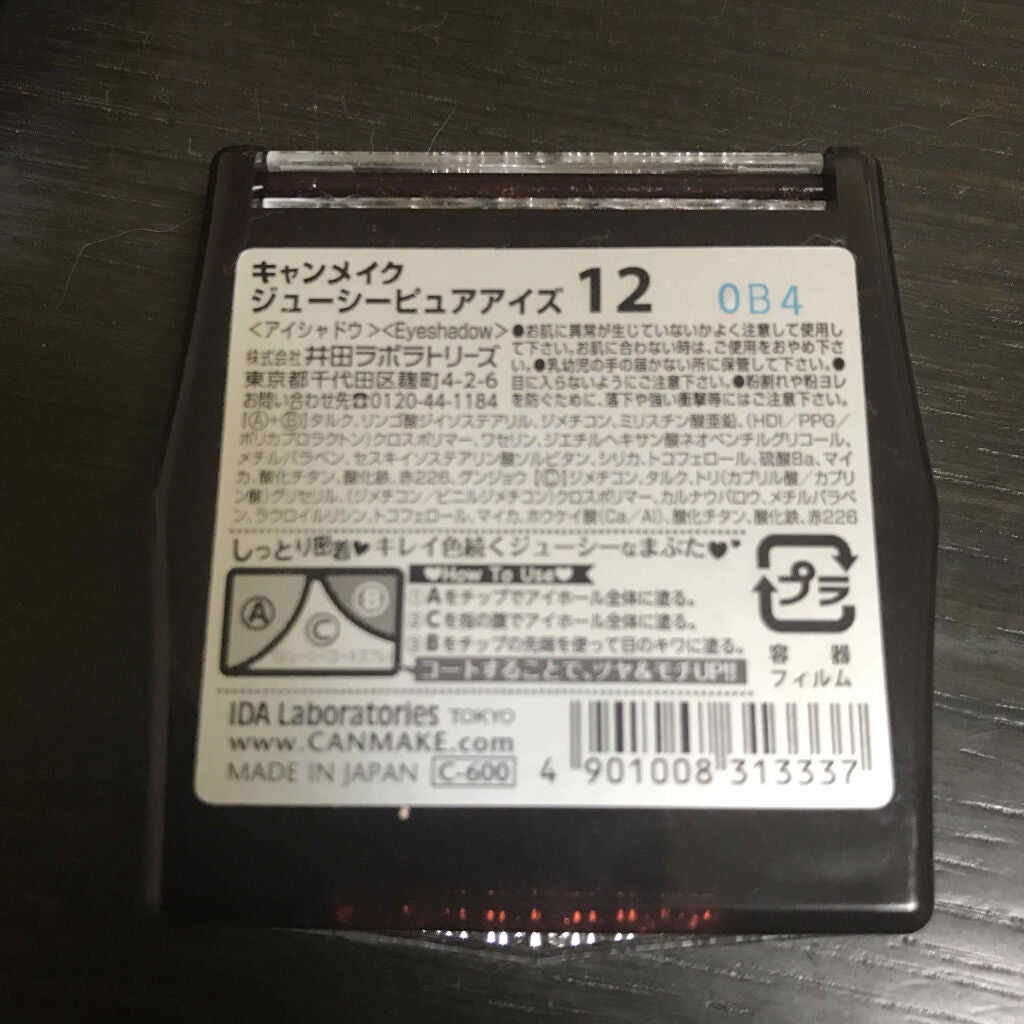 キャンメイク
ジューシーピュアアイズ 12 0B4
<アイシャドウ><Eyeshadow>
株式会社 井田ラボラトリーズ
東京都千代田区麹町4-2-6
お問い合わせ先☎0120-44-1184
●お肌に異常が生じていないかよく注意して使用し
て下さい。お肌に合わない時は、ご使用をおやめ下さ
い。●乳幼児の手の届かない所に保管して下さい。●
目に入らないようにご注意下さい。●粉割れや粉ヨレ
を防ぐために、落下や強い衝撃等にはご注意下さい。
【Ⓐ+Ⓑ】タルク、リンゴ酸ジイソステアリル、ジメチコン、ミリスチン酸亜鉛、(HDI/PPG/
ポリカプロラクトン)クロスポリマー、ワセリン、ジエチルヘキサン酸ネオペンチルグリコール、
メチルパラベン、セスキイソステアリン酸ソルビタン、シリカ、トコフェロール、硫酸Ba、マイ
カ、酸化チタン、酸化鉄、赤226、グンジョウ【Ⓒ】ジメチコン、タルク、トリ(カプリル酸/カプリ
ン酸)グリセリル、(ジメチコン/ビニルジメチコン)クロスポリマー、カルナウバロウ、メチルパラベ
ン、ラウロイルリシン、トコフェロール、マイカ、ホウケイ酸(Ca/Al)、酸化チタン、酸化鉄、赤226
しっとり密着♥キレイ色続くジューシーなまぶた♥
♥How To Use♥
①Aをチップでアイホール全体に塗る。
②Cを指の腹でアイホール全体に塗る。
③Bをチップの先端を使って目のキワに塗る。
コートすることで、ツヤ&モチUP!!
A
B
C
プラ
容器
フィルム
IDA Laboratories TOKYO
www.CANMAKE.com
MADE IN JAPAN C-600
4 901008 313337